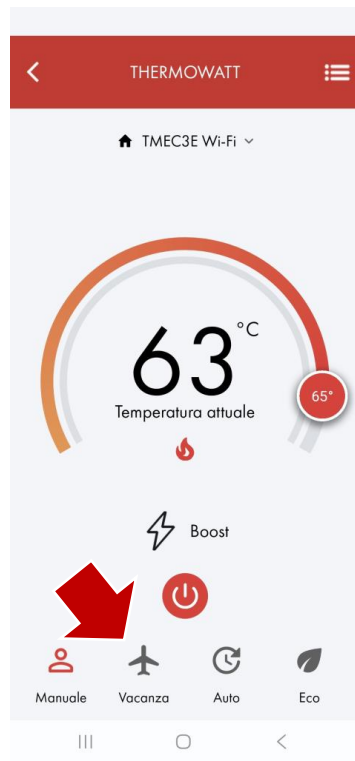 THERMOWATT
TMEC3E Wi-Fi
63°C
65°
Temperatura attuale
Boost
Manuale Vacanza Auto Eco